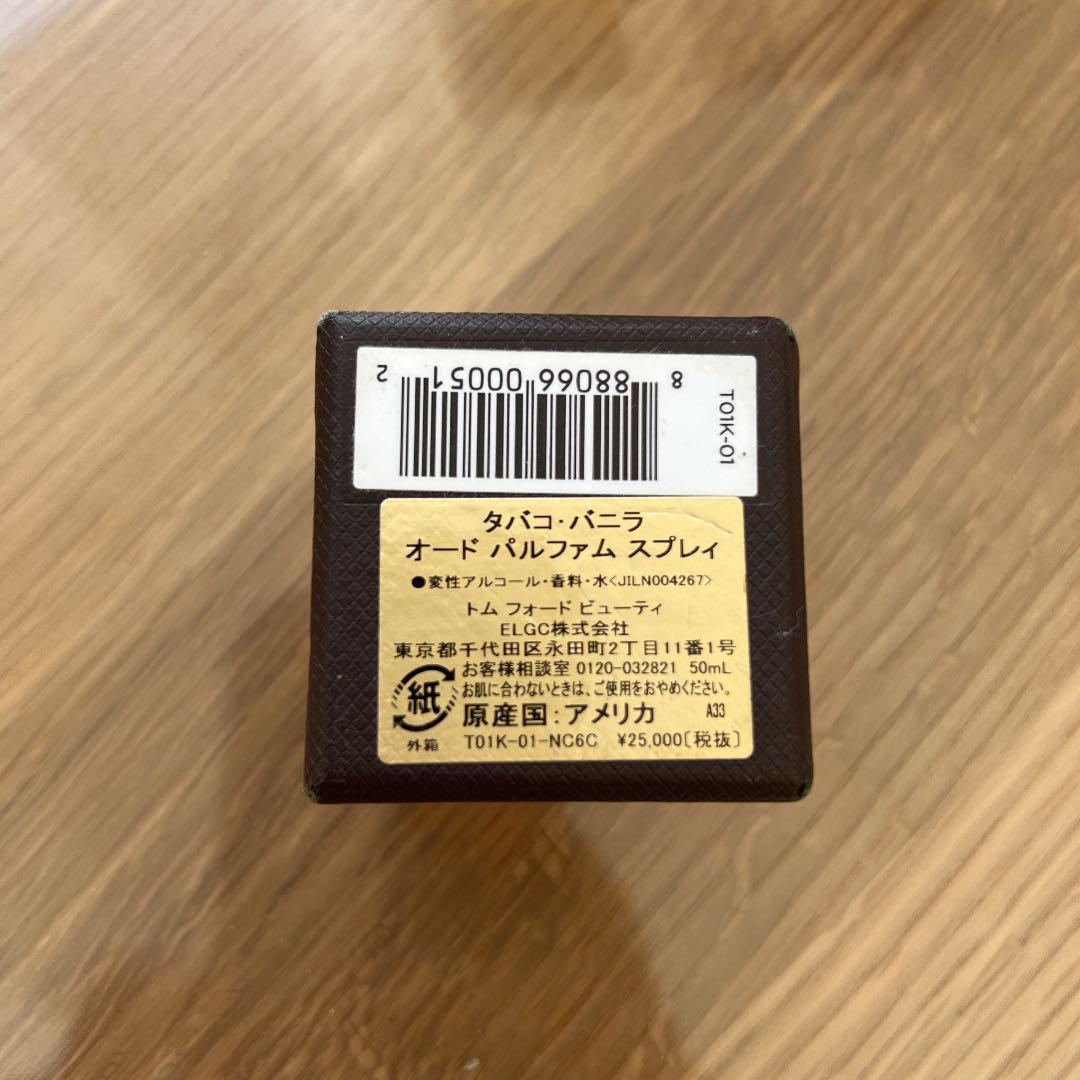 8 88066 00051 2
T01K-01
タバコ・バニラ
オード パルファム スプレィ
●変性アルコール・香料・水<JILN004267>
トム フォード ビューティ
ELGC株式会社
東京都千代田区永田町2丁目11番1号
お客様相談室 0120-032821 50mL
お肌に合わないときは、ご使用をおやめください。
紙
外箱
原産国:アメリカ A33
T01K-01-NC6C ¥25,000〔税抜〕